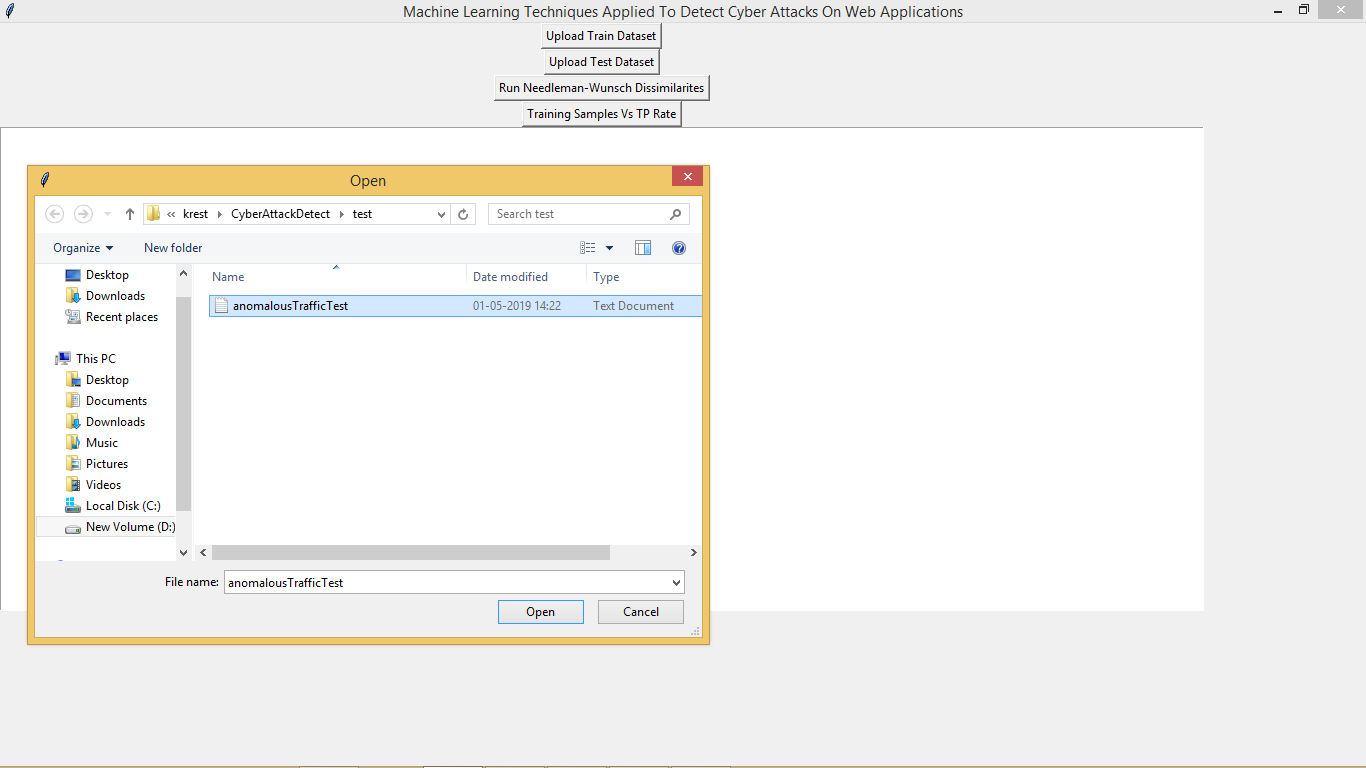 Machine Learning Techniques Applied To Detect Cyber Attacks On Web Applications
Upload Train Dataset
Upload Test Dataset
Run Needleman-Wunsch Dissimilarites
Training Samples Vs TP Rate
Open
« krest CyberAttackDetect test
Search test
Organize New folder
Name Date modified Type
anomalousTrafficTest 01-05-2019 14:22 Text Document
Desktop
Downloads
Recent places
This PC
Desktop
Documents
Downloads
Music
Pictures
Videos
Local Disk (C:)
New Volume (D:)
File name: anomalousTrafficTest
Open Cancel